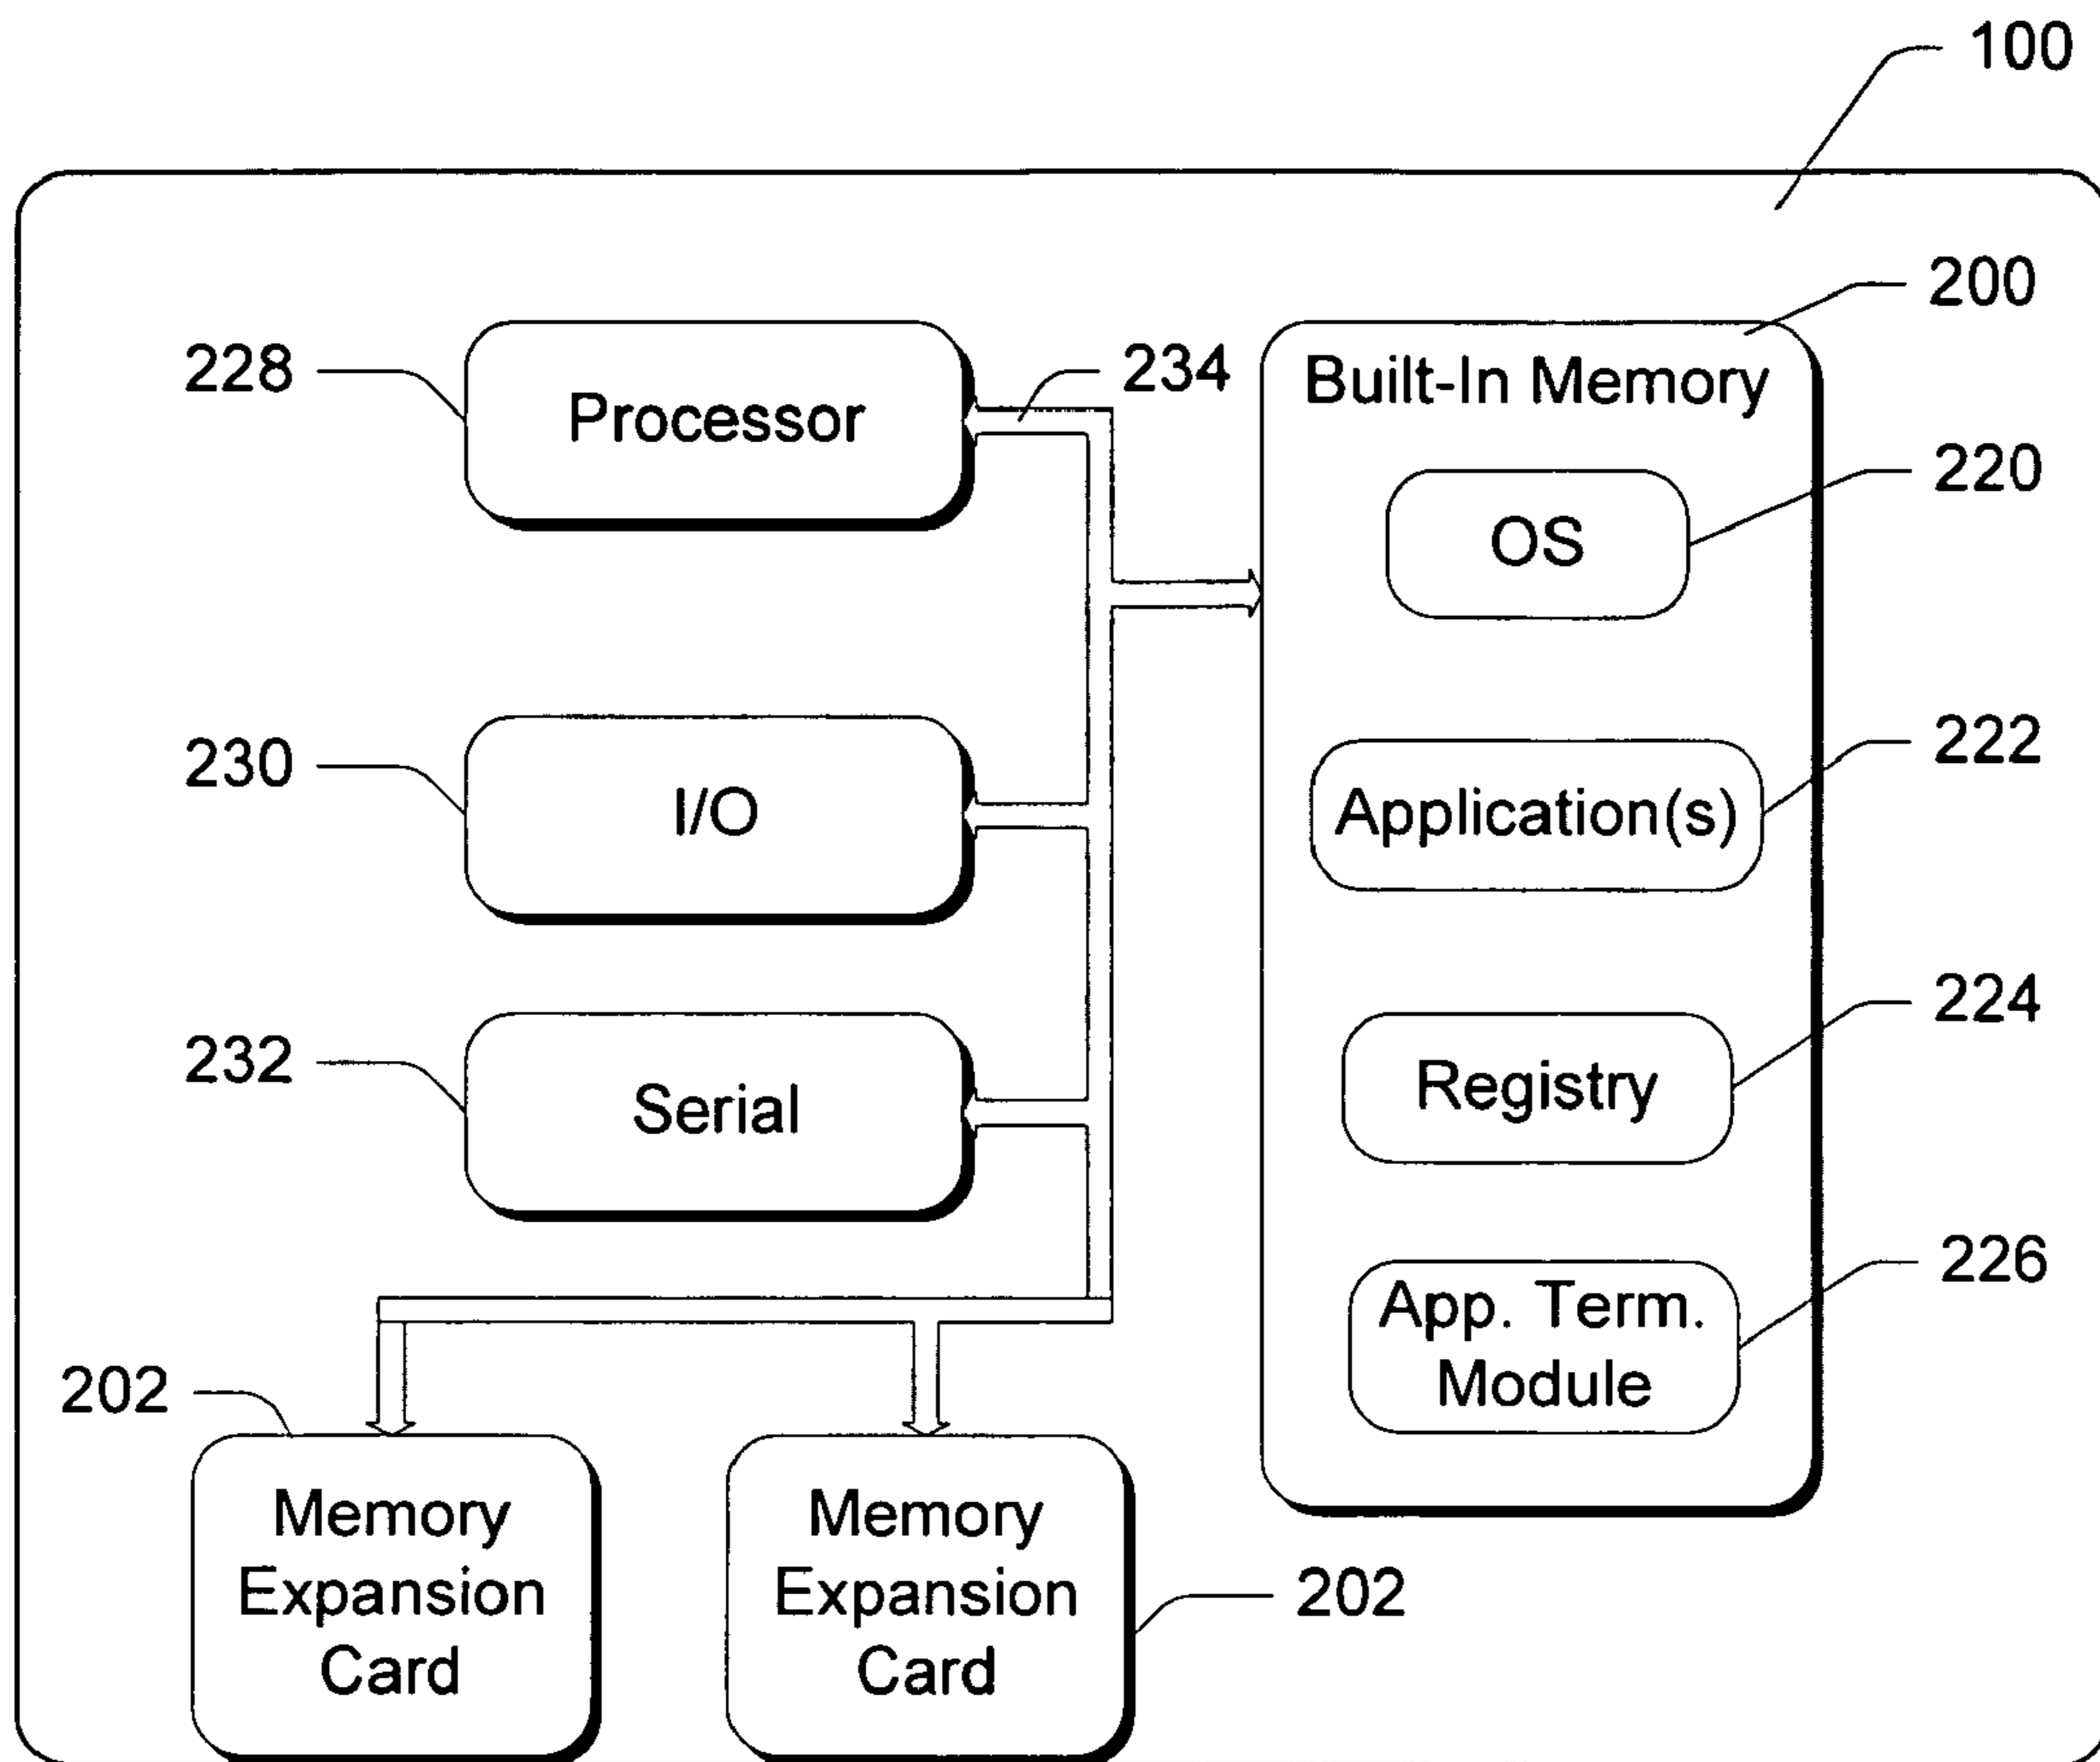 100
200
228
234
Built-In Memory
Processor
220
OS
222
230
I/O
Application(s)
224
232
Registry
Serial
226
App. Term.
Module
202
Memory
Expansion
Card
Memory
Expansion
Card
202